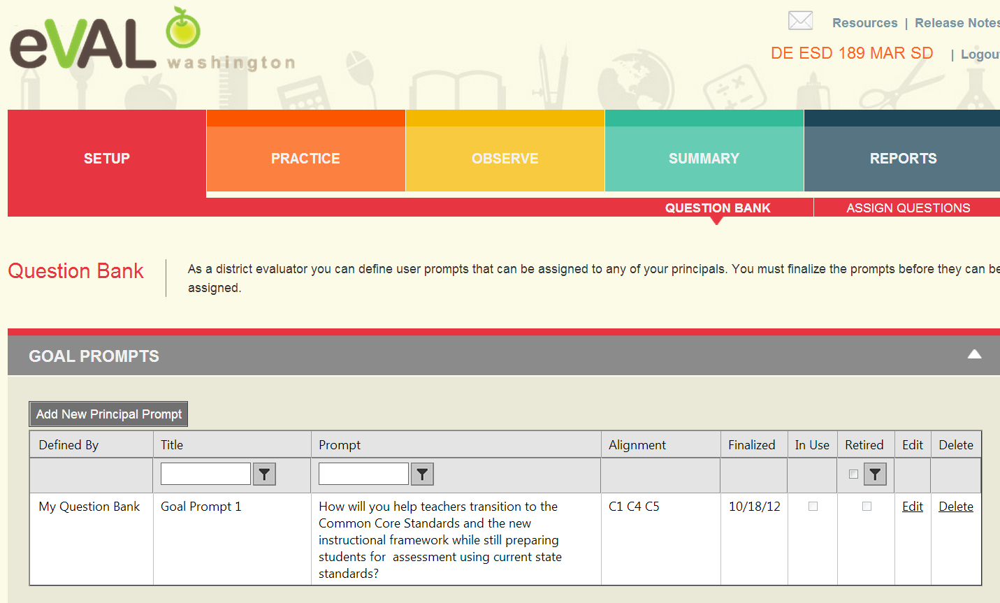 eVAL
washington
Resources | Release Notes
DE ESD 189 MAR SD | Logout
SETUP PRACTICE OBSERVE SUMMARY REPORTS
QUESTION BANK ASSIGN QUESTIONS
Question Bank
As a district evaluator you can define user prompts that can be assigned to any of your principals. You must finalize the prompts before they can be
assigned.
GOAL PROMPTS
Add New Principal Prompt
Defined By Title Prompt Alignment Finalized In Use Retired Edit Delete
My Question Bank Goal Prompt 1 How will you help teachers transition to the C1 C4 C5 10/18/12 Edit Delete
Common Core Standards and the new
instructional framework while still preparing
students for  assessment using current state
standards?